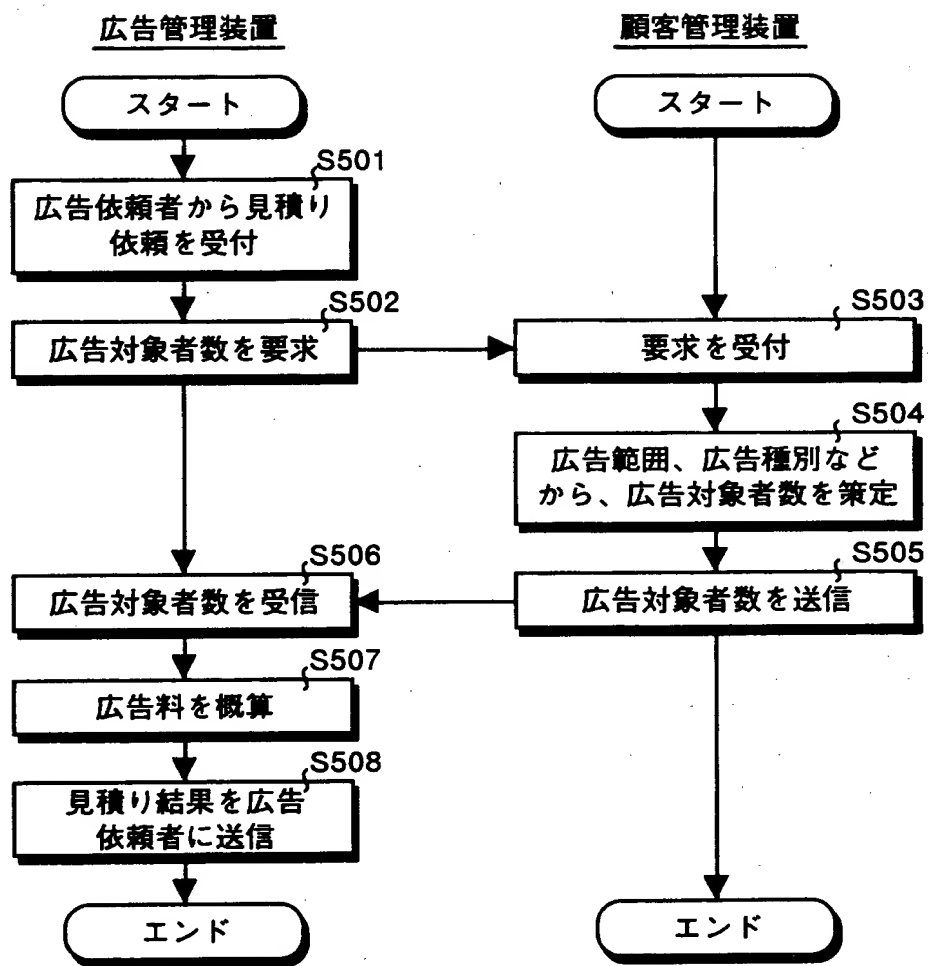 広告管理装置
顧客管理装置
スタート
スタート
S501
広告依頼者から見積り
依頼を受付
S502
広告対象者数を要求
S503
要求を受付
S504
広告範囲、広告種別など
から、広告対象者数を策定
S505
広告対象者数を送信
S506
広告対象者数を受信
S507
広告料を概算
S508
見積り結果を広告
依頼者に送信
エンド
エンド